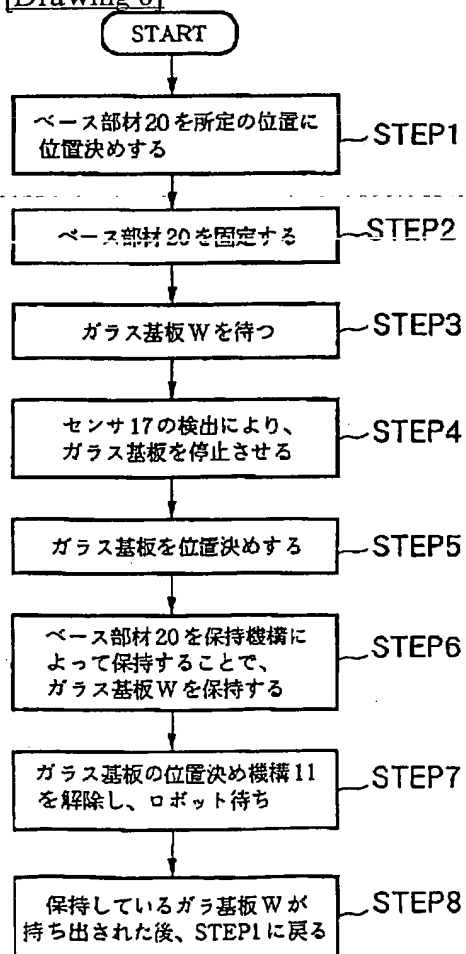 [Drawing 6]
START
ベース部材20を所定の位置に
位置決めする
STEP1
ベース部材20を固定する
STEP2
ガラス基板Wを待つ
STEP3
センサ17の検出により、
ガラス基板を停止させる
STEP4
ガラス基板を位置決めする
STEP5
ベース部材20を保持機構に
よって保持することで、
ガラス基板Wを保持する
STEP6
ガラス基板の位置決め機構11
を解除し、ロボット待ち
STEP7
保持しているガラ基板Wが
持ち出された後、STEP1に戻る
STEP8